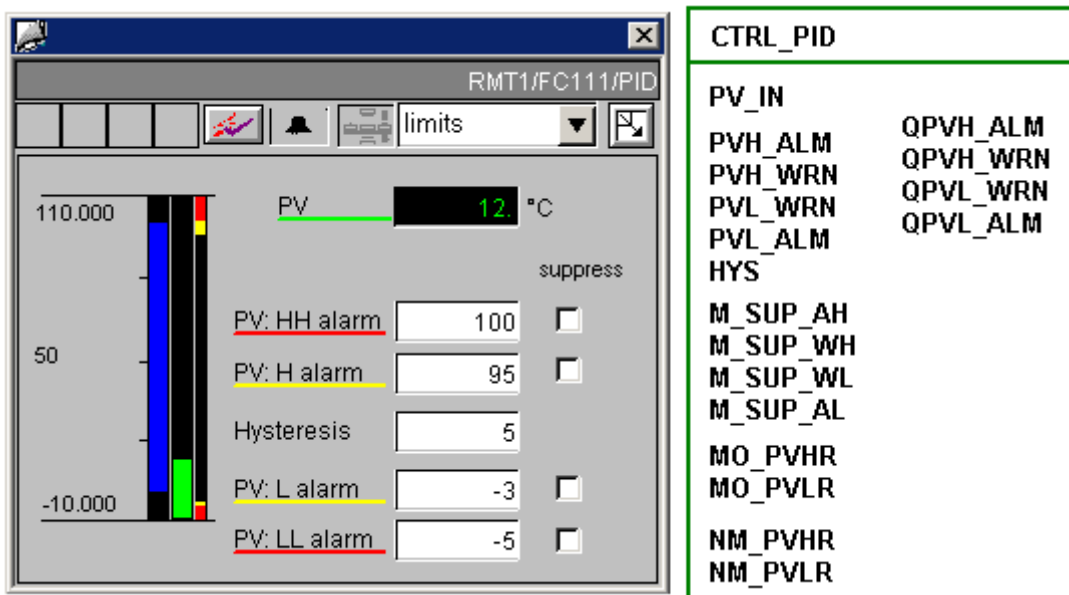 RMT1/FC111/PID
limits
110.000
50
-10.000
PV 12. °C
suppress
PV: HH alarm 100
PV: H alarm 95
Hysteresis 5
PV: L alarm -3
PV: LL alarm -5
CTRL_PID
PV_IN
PVH_ALM
PVH_WRN
PVL_WRN
PVL_ALM
HYS
M_SUP_AH
M_SUP_WH
M_SUP_WL
M_SUP_AL
MO_PVHR
MO_PVLR
NM_PVHR
NM_PVLR
QPVH_ALM
QPVH_WRN
QPVL_WRN
QPVL_ALM